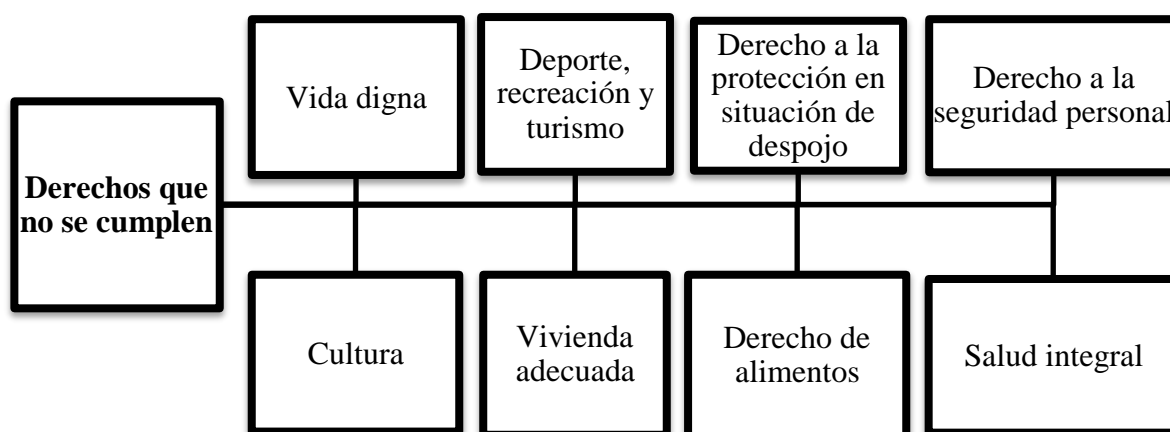 Derechos que
no se cumplen
Vida digna
Deporte,
recreación y
turismo
Derecho a la
protección en
situación de
despojo
Derecho a la
seguridad personal
Cultura
Vivienda
adecuada
Derecho de
alimentos
Salud integral